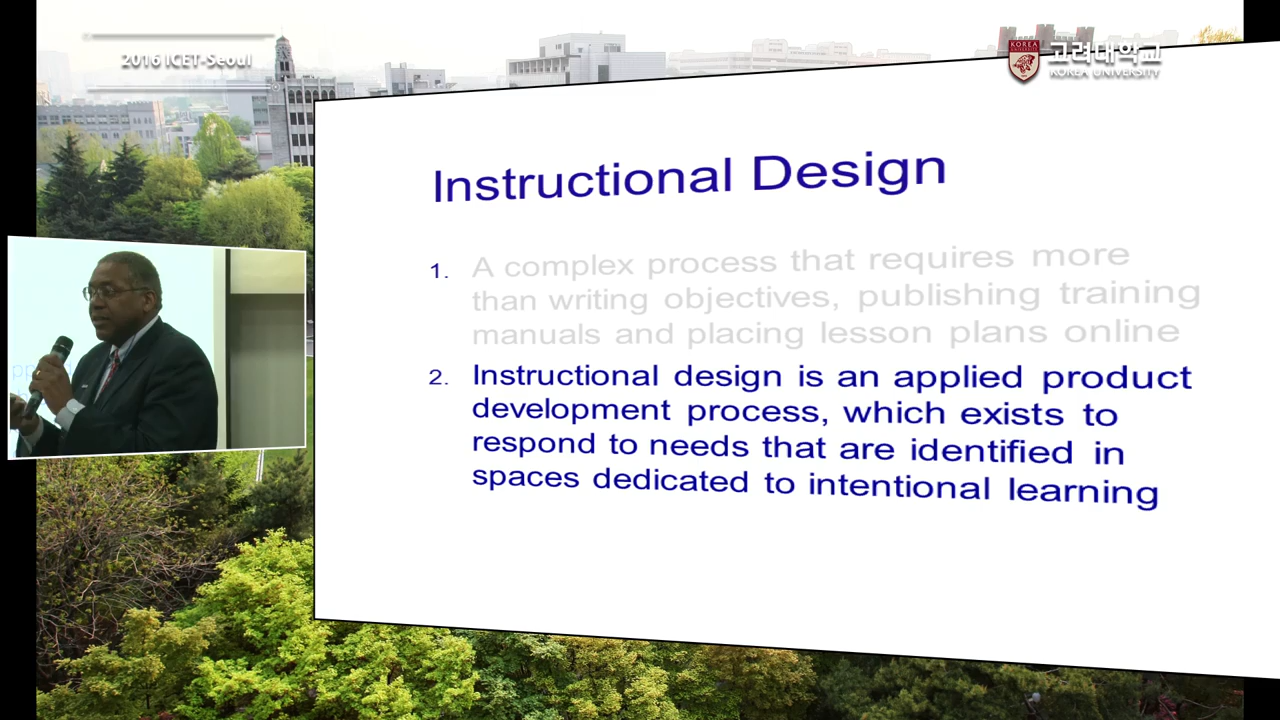 2016 ICET-Seoul
KOREA
고려대학교
KOREA UNIVERSITY
Instructional Design
1. A complex process that requires more
than writing objectives, publishing training
manuals and placing lesson plans online
2. Instructional design is an applied product
development process, which exists to
respond to needs that are identified in
spaces dedicated to intentional learning